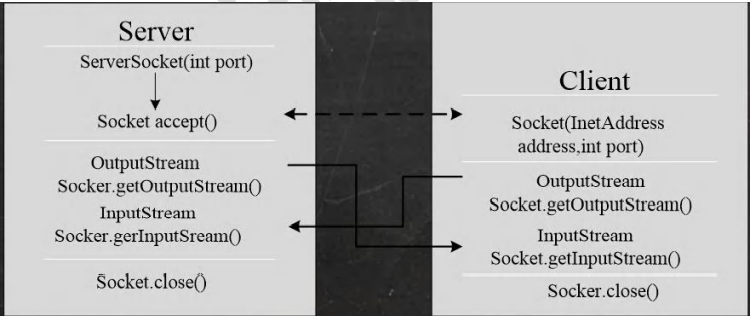 Server
ServerSocket(int port)
Socket accept()
OutputStream
Socker.getOutputStream()
InputStream
Socker.gerInputSream()
Socket.close()
Client
Socket(InetAddress
address,int port)
OutputStream
Socket.getOutputStream()
InputStream
Socket.getInputStream()
Socker.close()